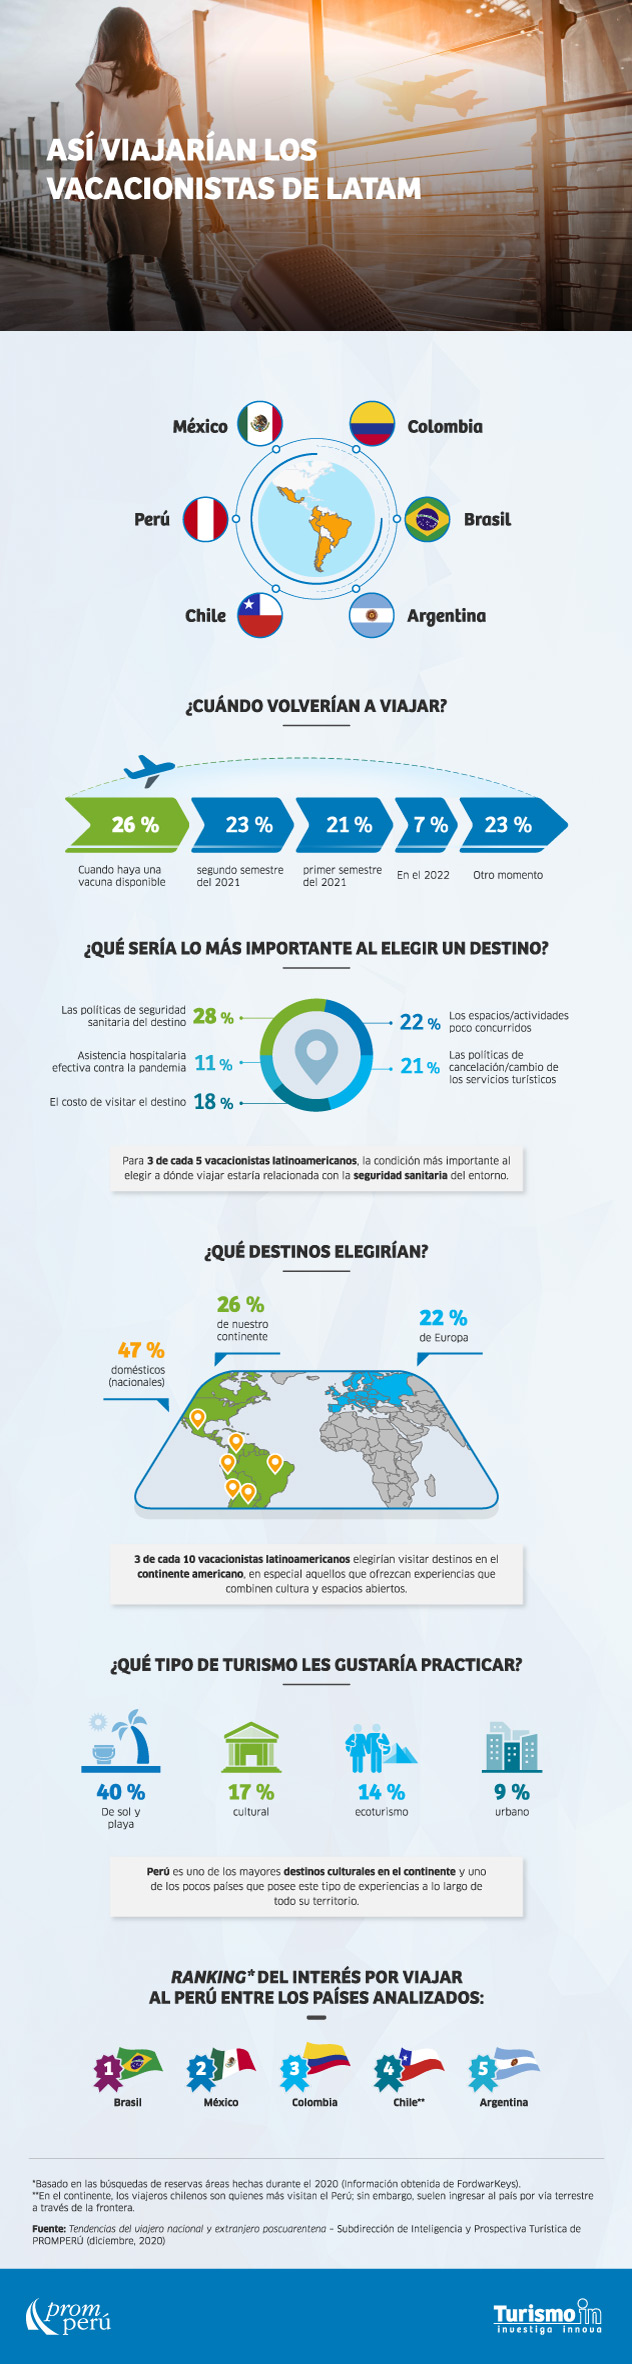 ASÍ VIAJARÍAN LOS
VACACIONISTAS DE LATAM
México
Colombia
Perú
Brasil
Chile
Argentina
¿CUÁNDO VOLVERÍAN A VIAJAR?
26 %
23 %
21 %
7 %
23 %
Cuando haya una
vacuna disponible
segundo semestre
del 2021
primer semestre
del 2021
En el 2022
Otro momento
¿QUÉ SERÍA LO MÁS IMPORTANTE AL ELEGIR UN DESTINO?
Las políticas de seguridad
sanitaria del destino
28 %
Asistencia hospitalaria
efectiva contra la pandemia
11 %
El costo de visitar el destino
18 %
22 %
Los espacios/actividades
poco concurridos
21 %
Las políticas de
cancelación/cambio de
los servicios turísticos
Para 3 de cada 5 vacacionistas latinoamericanos, la condición más importante al
elegir a dónde viajar estaría relacionada con la seguridad sanitaria del entorno.
¿QUÉ DESTINOS ELEGIRÍAN?
47 %
domésticos
(nacionales)
26 %
de nuestro
continente
22 %
de Europa
3 de cada 10 vacacionistas latinoamericanos elegirían visitar destinos en el
continente americano, en especial aquellos que ofrezcan experiencias que
combinen cultura y espacios abiertos.
¿QUÉ TIPO DE TURISMO LES GUSTARÍA PRACTICAR?
40 %
De sol y
playa
17 %
cultural
14 %
ecoturismo
9 %
urbano
Perú es uno de los mayores destinos culturales en el continente y uno
de los pocos países que posee este tipo de experiencias a lo largo de
todo su territorio.
RANKING* DEL INTERÉS POR VIAJAR
AL PERÚ ENTRE LOS PAÍSES ANALIZADOS:
1
2
3
4
5
Brasil
México
Colombia
Chile**
Argentina
*Basado en las búsquedas de reservas áreas hechas durante el 2020 (Información obtenida de FordwarKeys).
**En el continente, los viajeros chilenos son quienes más visitan el Perú; sin embargo, suelen ingresar al país por vía terrestre
a través de la frontera.
Fuente: Tendencias del viajero nacional y extranjero poscuarentena - Subdirección de Inteligencia y Prospectiva Turística de
PROMPERÚ (diciembre, 2020)
prom
perú
Turismo in
investiga innova